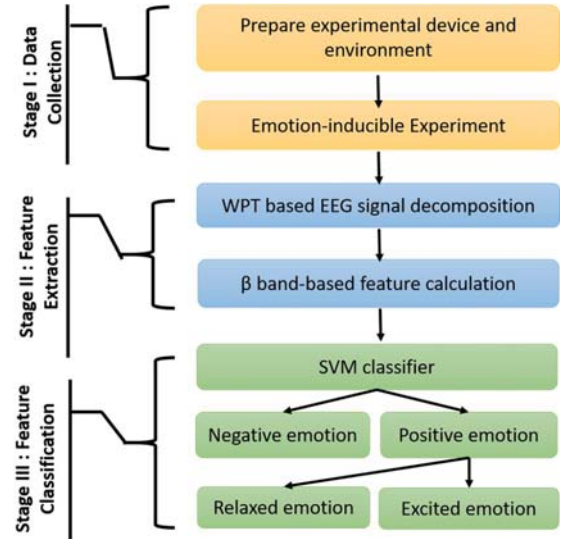 Stage I : Data
Collection
Prepare experimental device and
environment
Emotion-inducible Experiment
Stage II : Feature
Extraction
WPT based EEG signal decomposition
β band-based feature calculation
Stage III : Feature
Classification
SVM classifier
Negative emotion
Positive emotion
Relaxed emotion
Excited emotion